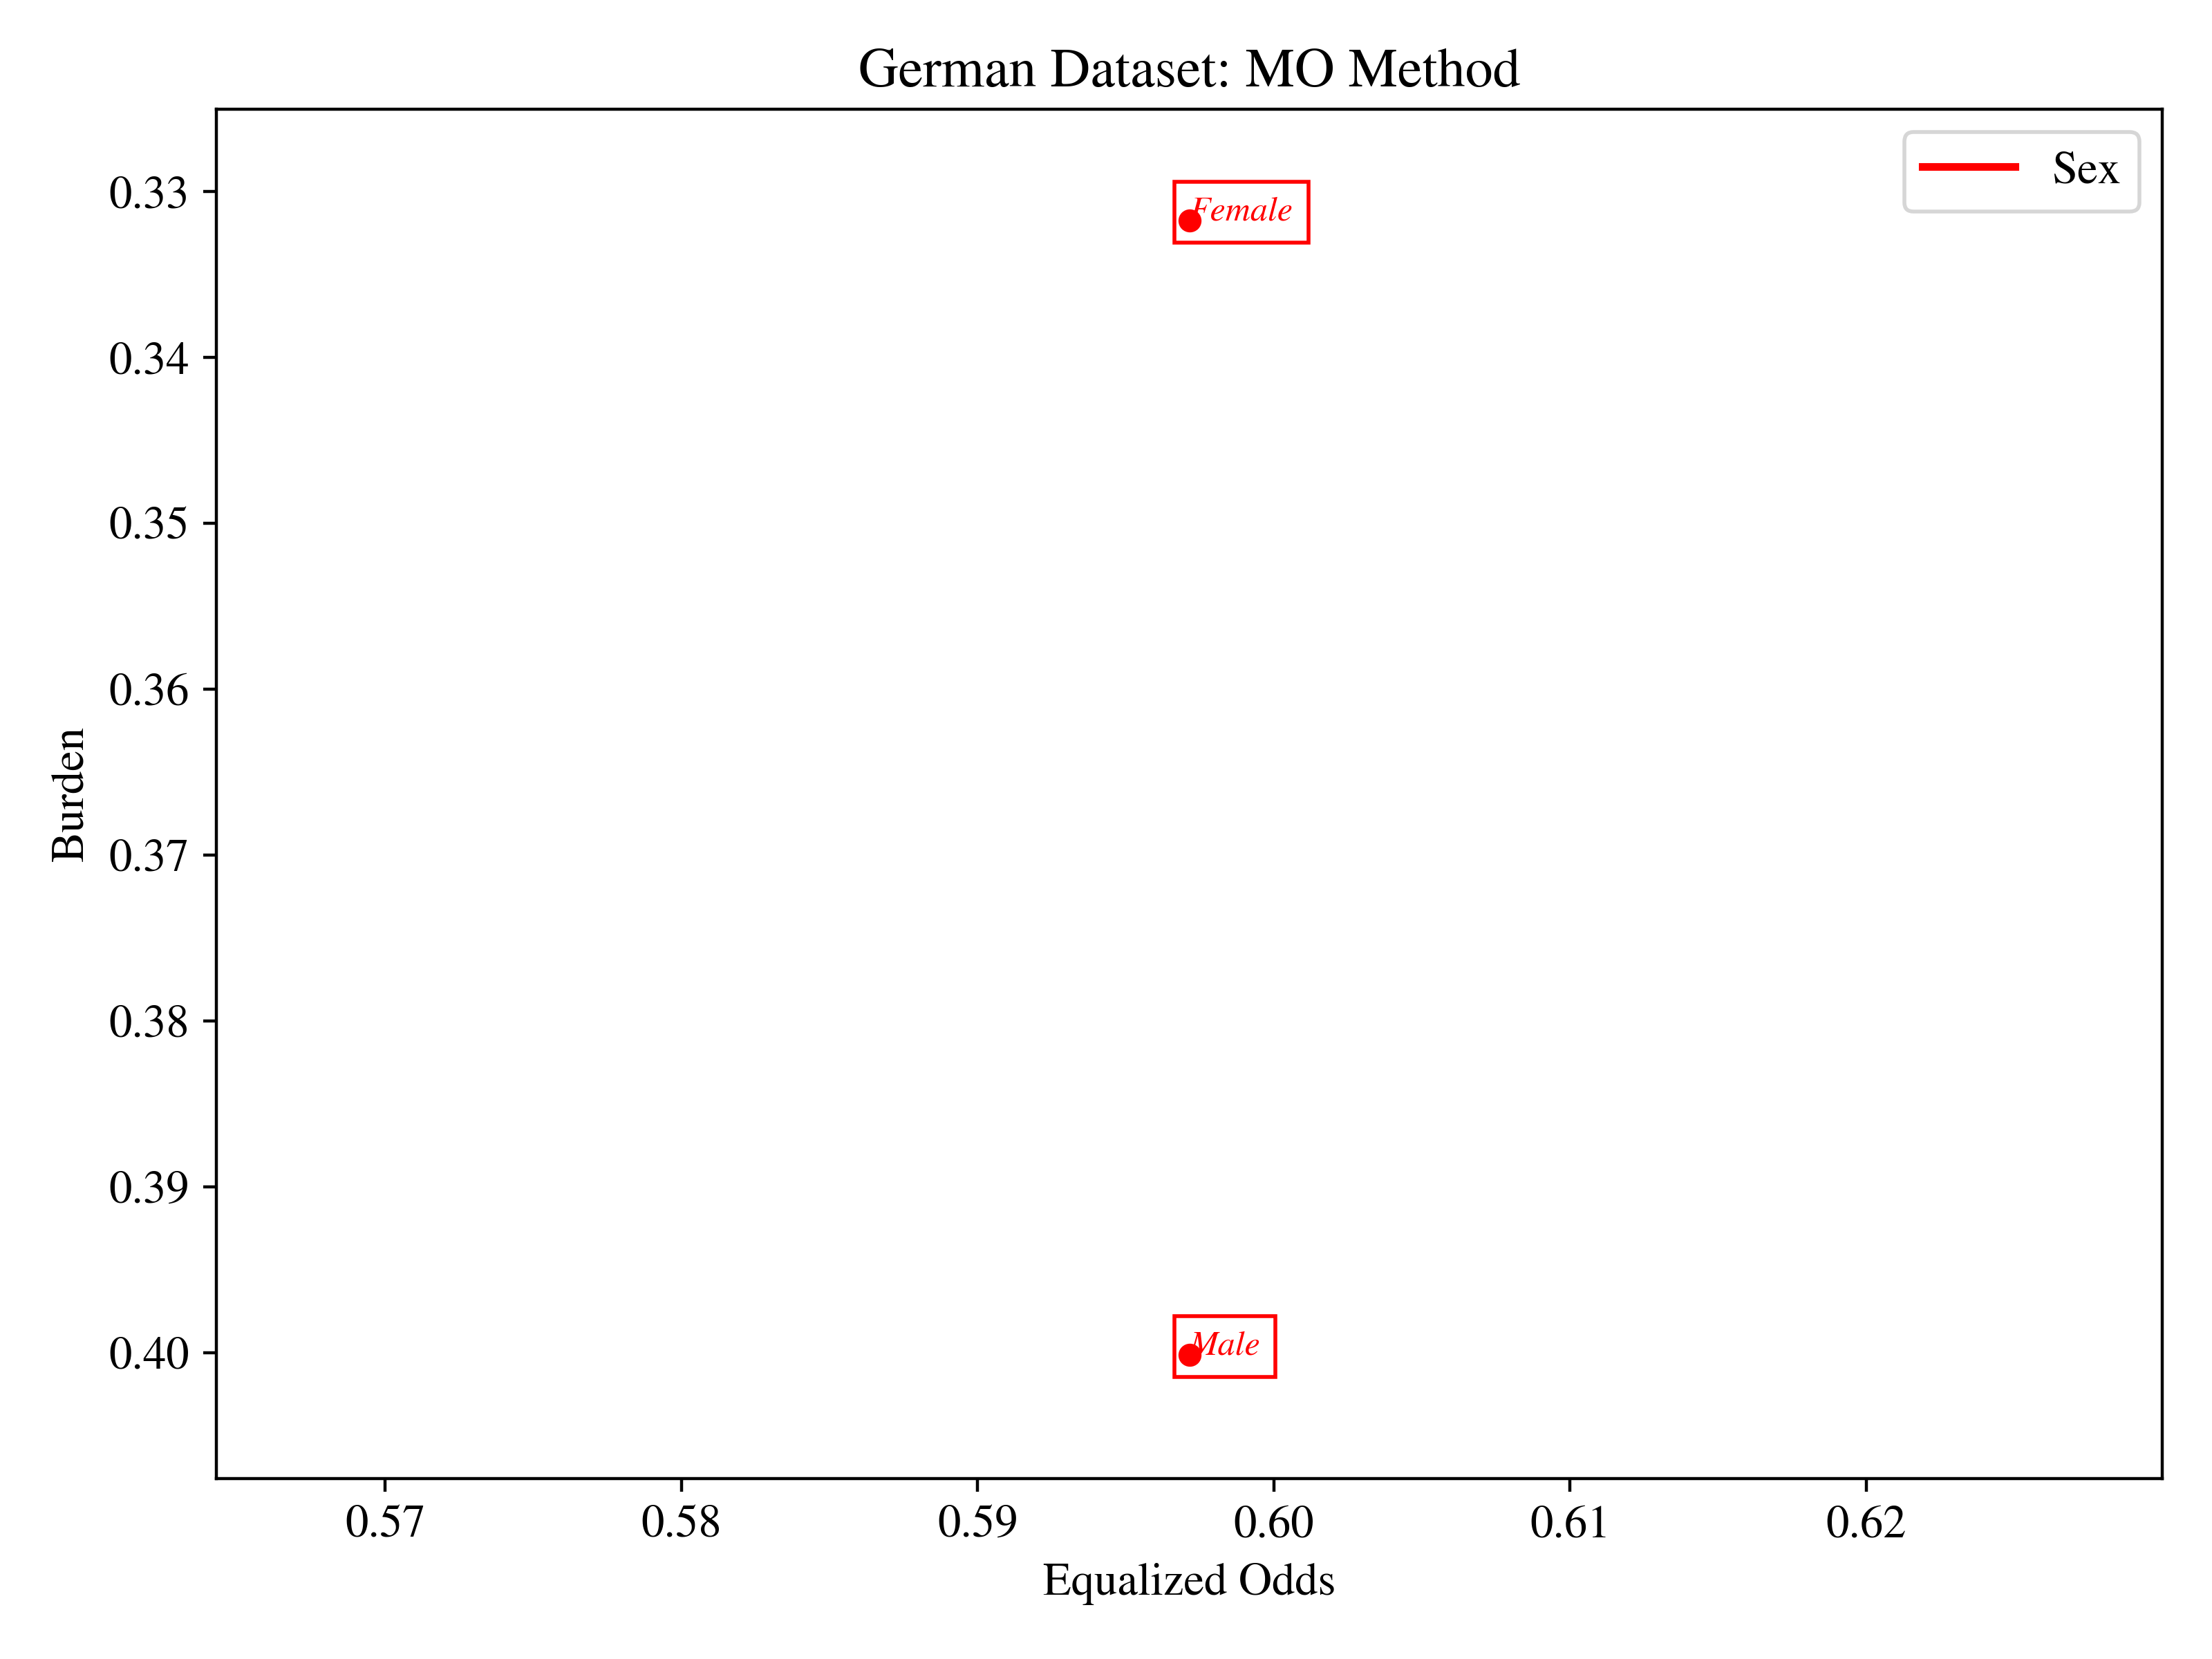 German Dataset: MO Method
Sex
Female
0.33
0.34
0.35
0.36
0.37
0.38
0.39
0.40
Burden
Male
0.57 0.58 0.59 0.60 0.61 0.62
Equalized Odds